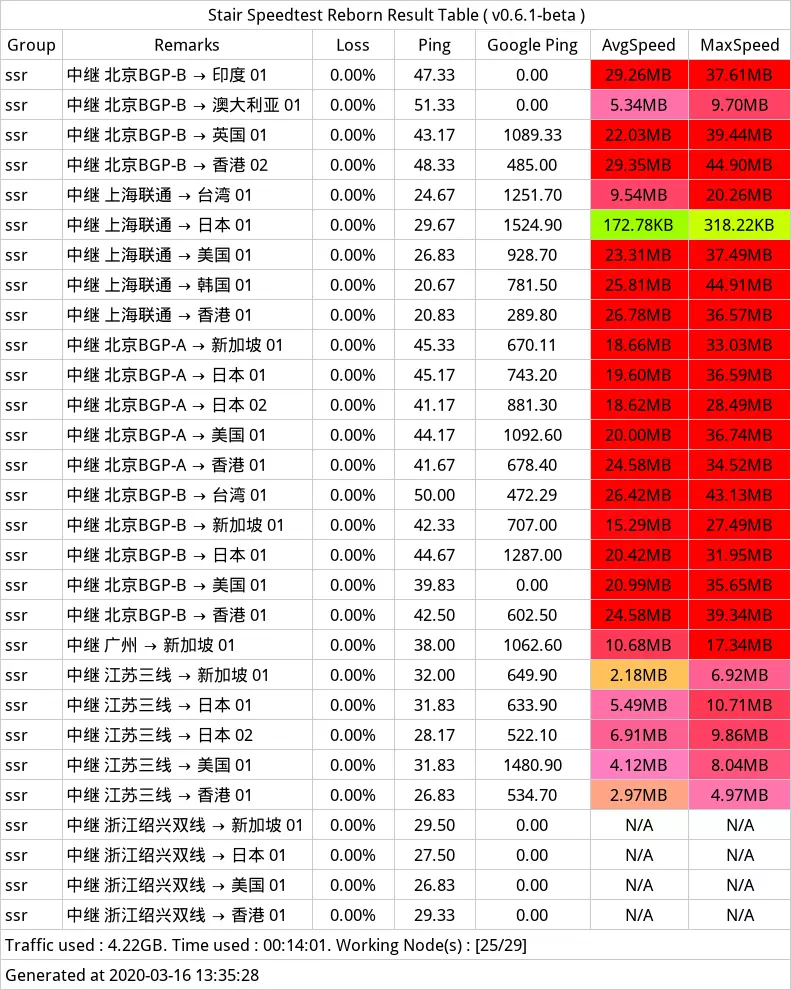 Stair Speedtest Reborn Result Table ( v0.6.1-beta )
Group Remarks Loss Ping Google Ping AvgSpeed MaxSpeed
ssr 中继 北京BGP-B → 印度 01 0.00% 47.33 0.00 29.26MB 37.61MB
ssr 中继 北京BGP-B → 澳大利亚 01 0.00% 51.33 0.00 5.34MB 9.70MB
ssr 中继 北京BGP-B → 英国 01 0.00% 43.17 1089.33 22.03MB 39.44MB
ssr 中继 北京BGP-B → 香港 02 0.00% 48.33 485.00 29.35MB 44.90MB
ssr 中继 上海联通 → 台湾 01 0.00% 24.67 1251.70 9.54MB 20.26MB
ssr 中继 上海联通 → 日本 01 0.00% 29.67 1524.90 172.78KB 318.22KB
ssr 中继 上海联通 → 美国 01 0.00% 26.83 928.70 23.31MB 37.49MB
ssr 中继 上海联通 → 韩国 01 0.00% 20.67 781.50 25.81MB 44.91MB
ssr 中继 上海联通 → 香港 01 0.00% 20.83 289.80 26.78MB 36.57MB
ssr 中继 北京BGP-A → 新加坡 01 0.00% 45.33 670.11 18.66MB 33.03MB
ssr 中继 北京BGP-A → 日本 01 0.00% 45.17 743.20 19.60MB 36.59MB
ssr 中继 北京BGP-A → 日本 02 0.00% 41.17 881.30 18.62MB 28.49MB
ssr 中继 北京BGP-A → 美国 01 0.00% 44.17 1092.60 20.00MB 36.74MB
ssr 中继 北京BGP-A → 香港 01 0.00% 41.67 678.40 24.58MB 34.52MB
ssr 中继 北京BGP-B → 台湾 01 0.00% 50.00 472.29 26.42MB 43.13MB
ssr 中继 北京BGP-B → 新加坡 01 0.00% 42.33 707.00 15.29MB 27.49MB
ssr 中继 北京BGP-B → 日本 01 0.00% 44.67 1287.00 20.42MB 31.95MB
ssr 中继 北京BGP-B → 美国 01 0.00% 39.83 0.00 20.99MB 35.65MB
ssr 中继 北京BGP-B → 香港 01 0.00% 42.50 602.50 24.58MB 39.34MB
ssr 中继 广州 → 新加坡 01 0.00% 38.00 1062.60 10.68MB 17.34MB
ssr 中继 江苏三线 → 新加坡 01 0.00% 32.00 649.90 2.18MB 6.92MB
ssr 中继 江苏三线 → 日本 01 0.00% 31.83 633.90 5.49MB 10.71MB
ssr 中继 江苏三线 → 日本 02 0.00% 28.17 522.10 6.91MB 9.86MB
ssr 中继 江苏三线 → 美国 01 0.00% 31.83 1480.90 4.12MB 8.04MB
ssr 中继 江苏三线 → 香港 01 0.00% 26.83 534.70 2.97MB 4.97MB
ssr 中继 浙江绍兴双线 → 新加坡 01 0.00% 29.50 0.00 N/A N/A
ssr 中继 浙江绍兴双线 → 日本 01 0.00% 27.50 0.00 N/A N/A
ssr 中继 浙江绍兴双线 → 美国 01 0.00% 26.83 0.00 N/A N/A
ssr 中继 浙江绍兴双线 → 香港 01 0.00% 29.33 0.00 N/A N/A
Traffic used : 4.22GB. Time used : 00:14:01. Working Node(s) : [25/29]
Generated at 2020-03-16 13:35:28